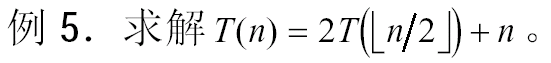 例 5. 求解 T(n) = 2T(⌊n/2⌋) + n 。